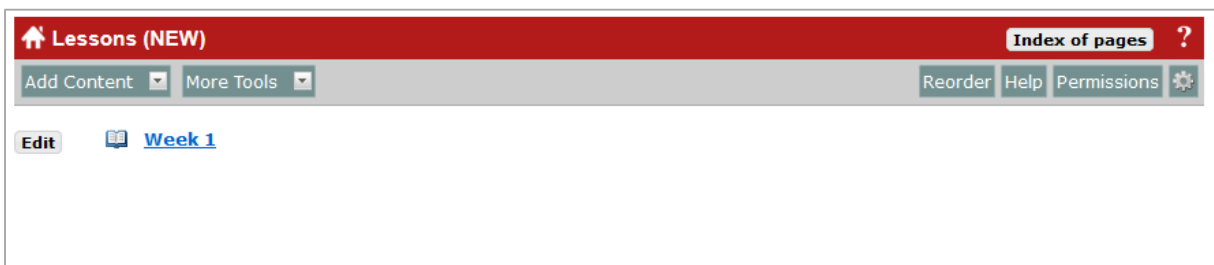 Lessons (NEW) Index of pages ?
Add Content More Tools Reorder Help Permissions
Edit Week 1